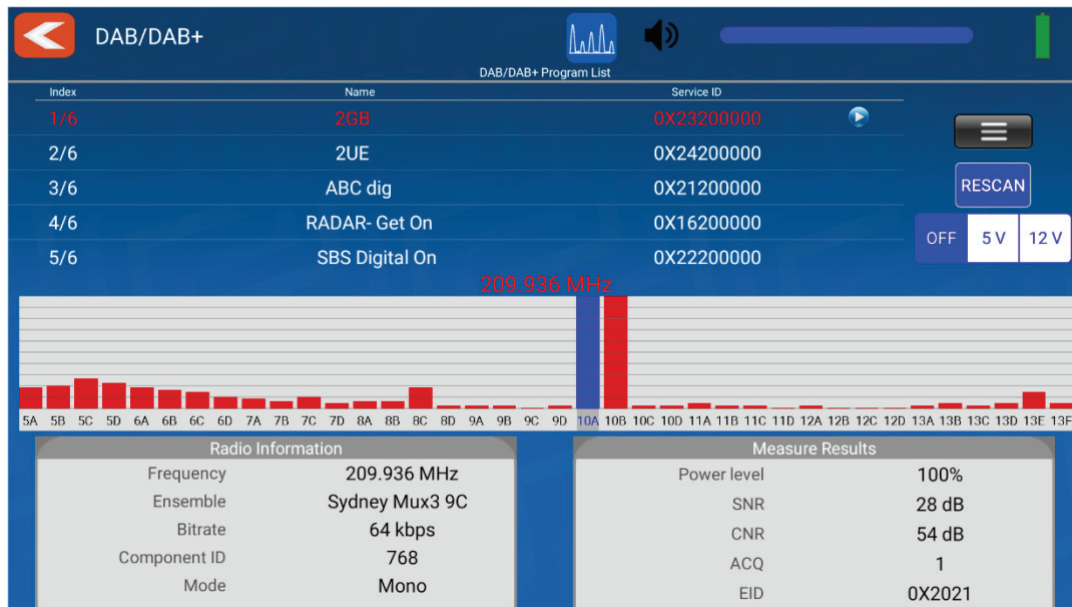 DAB/DAB+
DAB/DAB+ Program List
Index Name Service ID
1/6 2GB 0X23200000
2/6 2UE 0X24200000
3/6 ABC dig 0X21200000
4/6 RADAR- Get On 0X16200000
5/6 SBS Digital On 0X22200000
RESCAN
OFF 5 V 12 V
209.936 MHz
5A 5B 5C 5D 6A 6B 6C 6D 7A 7B 7C 7D 8A 8B 8C 8D 9A 9B 9C 9D 10A 10B 10C 10D 11A 11B 11C 11D 12A 12B 12C 12D 13A 13B 13C 13D 13E 13F
Radio Information
Frequency 209.936 MHz
Ensemble Sydney Mux3 9C
Bitrate 64 kbps
Component ID 768
Mode Mono
Measure Results
Power level 100%
SNR 28 dB
CNR 54 dB
ACQ 1
EID 0X2021